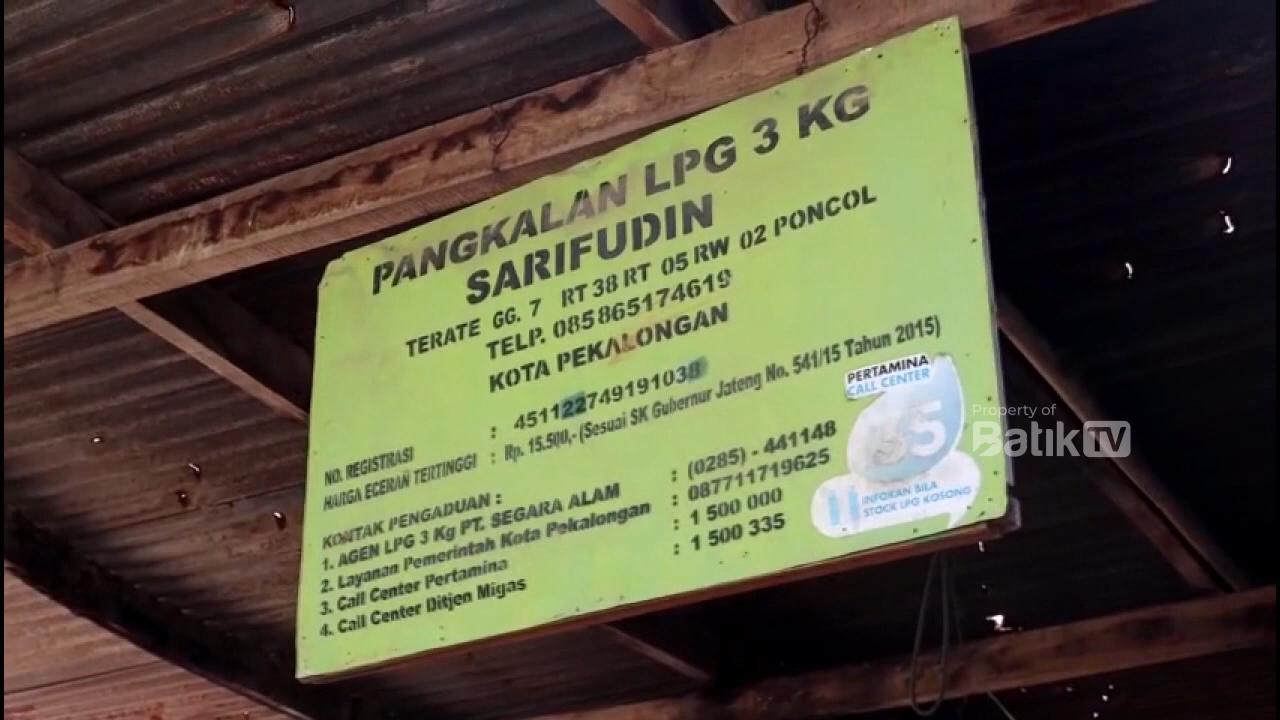 PANGKALAN LPG 3 KG
SARIFUDIN
TERATE GG. 7 RT 38 RT 05 RW 02 PONCOL
TELP. 085865174619
KOTA PEKALONGAN
NO. REGISTRASI : 451122749191038
HARGA ECERAN TERTINGGI : Rp. 15.500,- (Sesuai SK Gubernur Jateng No. 541/15 Tahun 2015)
KONTAK PENGADUAN :
1. AGEN LPG 3 Kg PT. SEGARA ALAM : (0285) - 441148
2. Layanan Pemerintah Kota Pekalongan : 087711719625
3. Call Center Pertamina : 1 500 000
4. Call Center Ditjen Migas : 1 500 335
PERTAMINA
CALL CENTER
135
INFOKAN BILA
STOCK LPG KOSONG
Property of
BatikTV